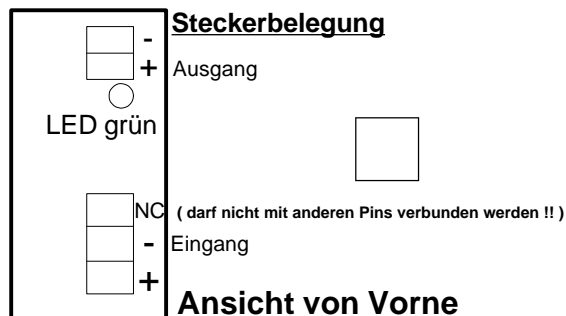 Steckerbelegung
-
+ Ausgang
LED grün
NC ( darf nicht mit anderen Pins verbunden werden !! )
- Eingang
+
Ansicht von Vorne